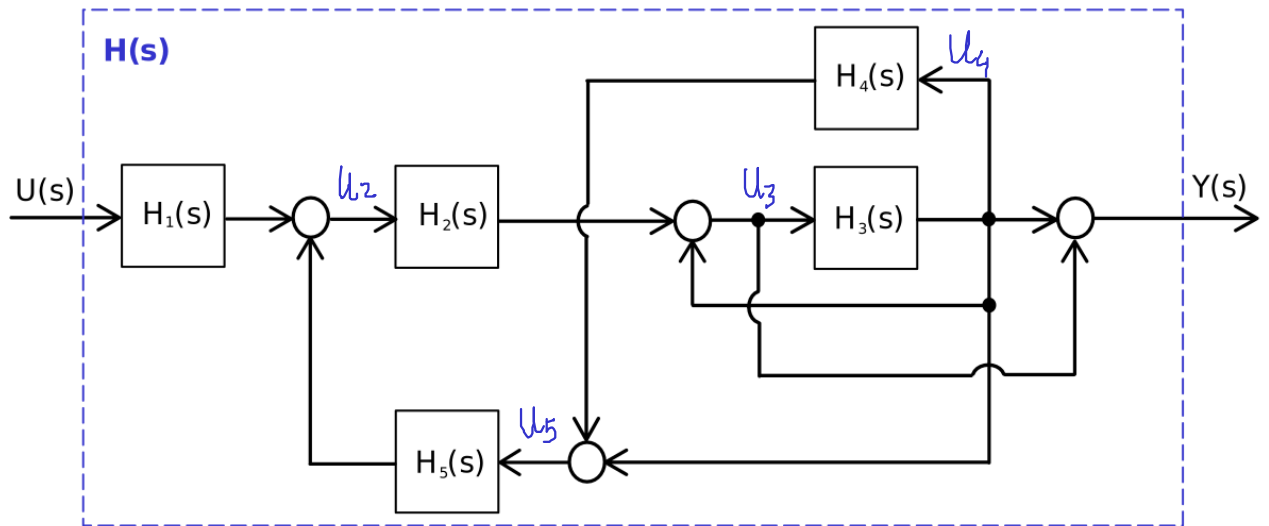 H(s)
U₄
H₄(s)
U(s)
H₁(s)
U₂
H₂(s)
U₃
H₃(s)
Y(s)
U₅
H₅(s)